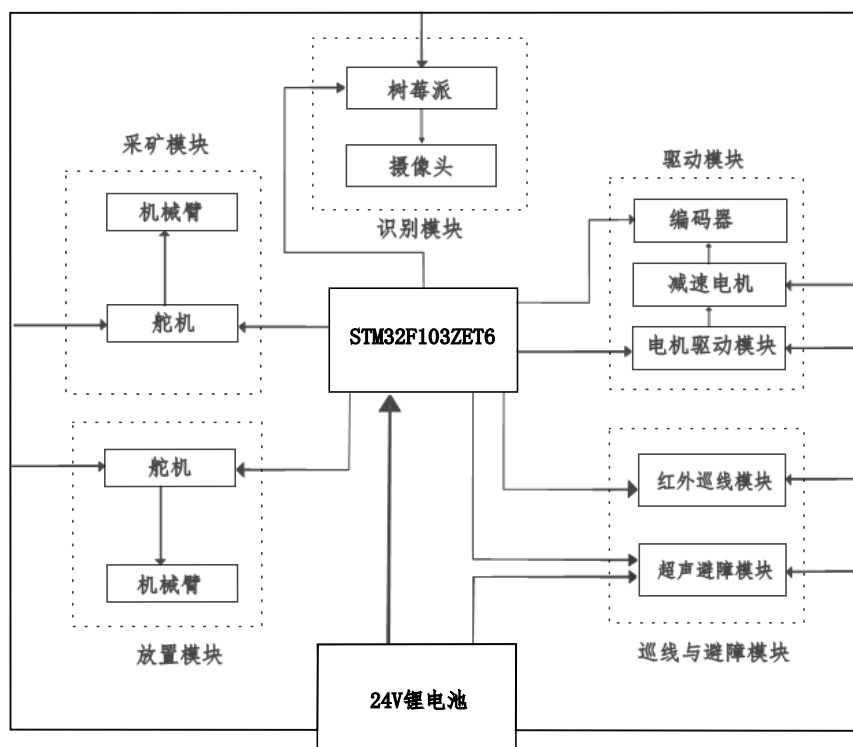 树莓派
采矿模块
摄像头
驱动模块
机械臂
识别模块
编码器
减速电机
舵机
STM32F103ZET6
电机驱动模块
舵机
红外巡线模块
机械臂
超声避障模块
放置模块
巡线与避障模块
24V锂电池